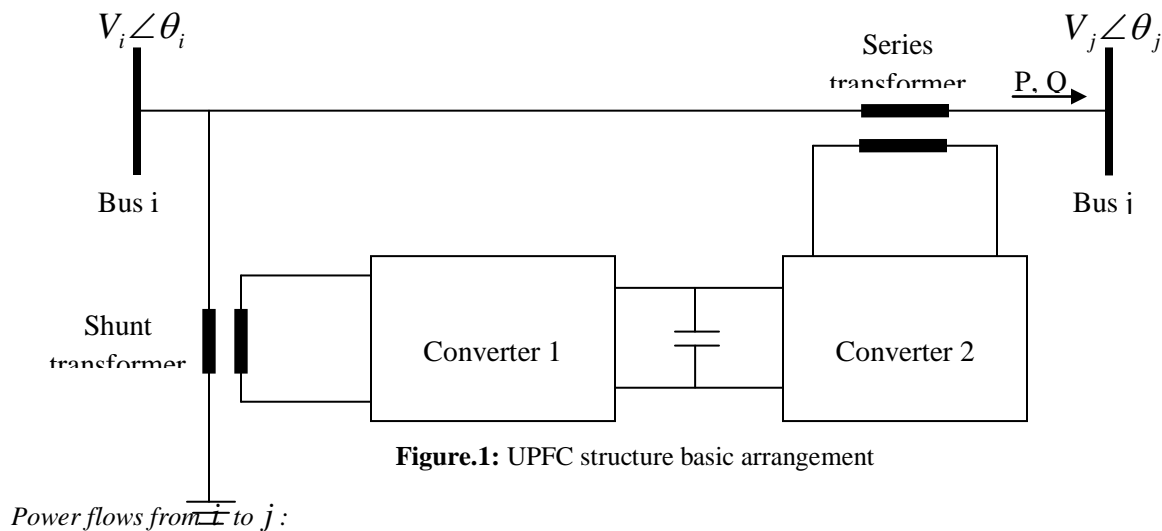 V_i∠θ_i
V_j∠θ_j
Series
transformer
P, Q
Bus i
Bus j
Shunt
transformer
Converter 1
Converter 2
Figure.1: UPFC structure basic arrangement
Power flows from i to j :